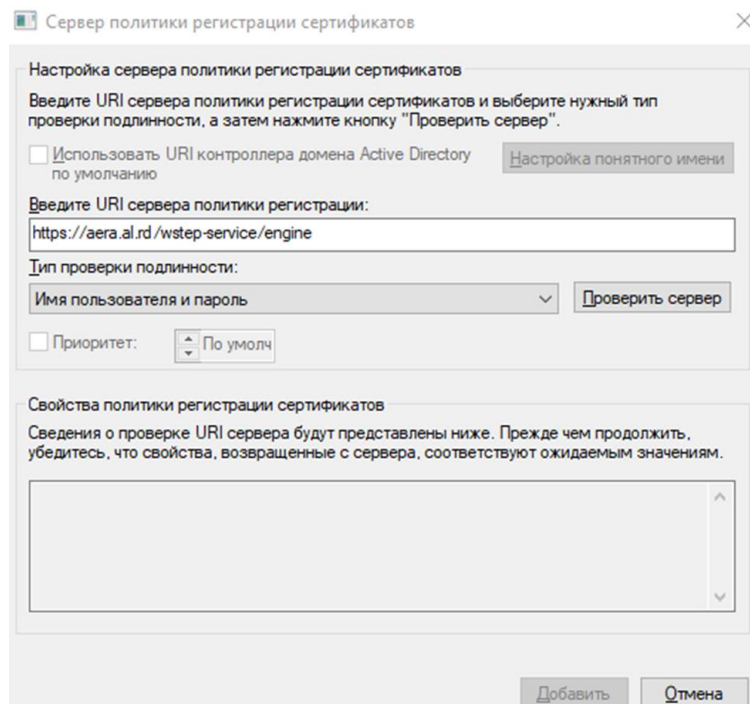 Сервер политики регистрации сертификатов
Настройка сервера политики регистрации сертификатов
Введите URI сервера политики регистрации сертификатов и выберите нужный тип
проверки подлинности, а затем нажмите кнопку "Проверить сервер".
Использовать URI контроллера домена Active Directory
по умолчанию
Настройка понятного имени
Введите URI сервера политики регистрации:
https://aera.al.rd/wstep-service/engine
Тип проверки подлинности:
Имя пользователя и пароль
Проверить сервер
Приоритет:
По умолч
Свойства политики регистрации сертификатов
Сведения о проверке URI сервера будут представлены ниже. Прежде чем продолжить,
убедитесь, что свойства, возвращенные с сервера, соответствуют ожидаемым значениям.
Добавить
Отмена